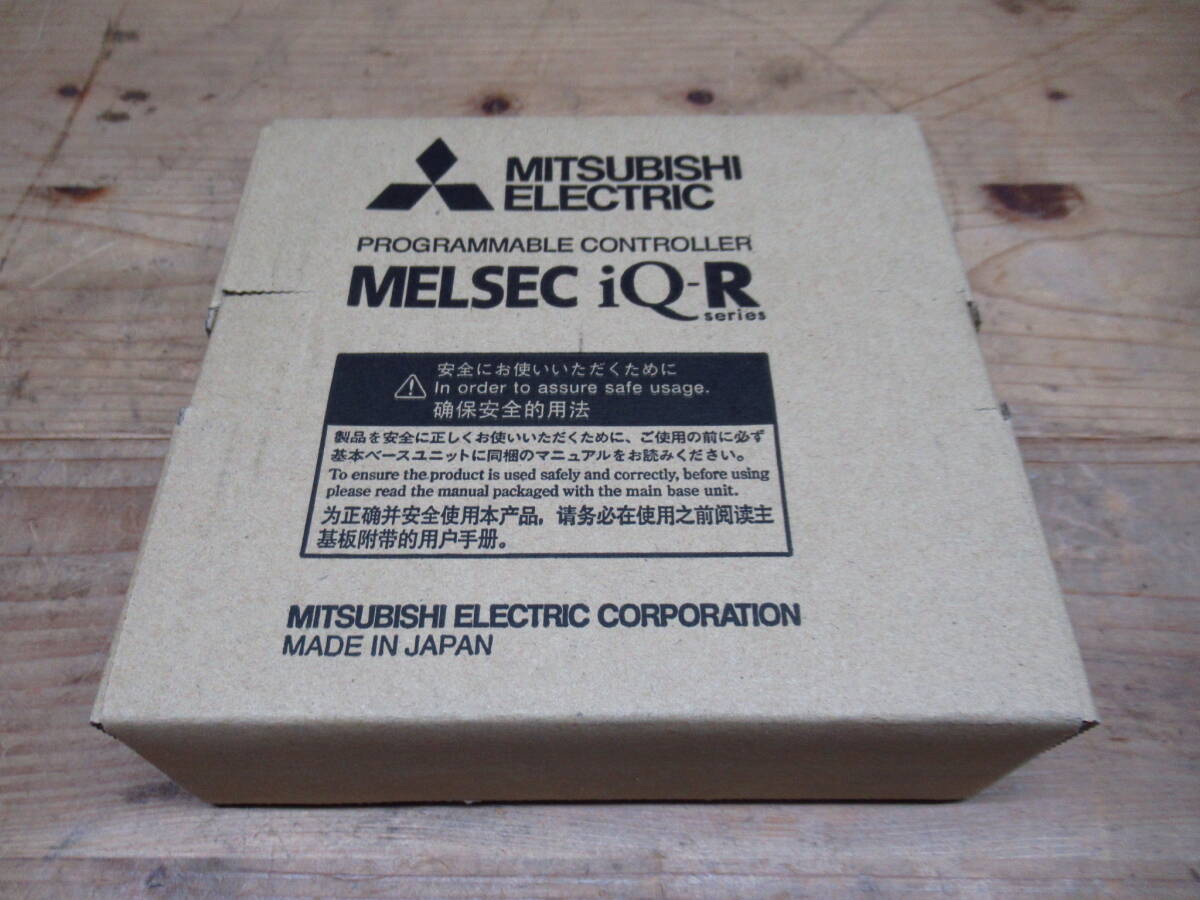 MITSUBISHI
ELECTRIC
PROGRAMMABLE CONTROLLER
MELSEC iQ-R
series
安全にお使いいただくために
In order to assure safe usage.
确保安全的用法
製品を安全に正しくお使いいただくために、ご使用の前に必ず
基本ベースユニットに同梱のマニュアルをお読みください。
To ensure the product is used safely and correctly, before using
please read the manual packaged with the main base unit.
为正确并安全使用本产品，请务必在使用之前阅读主
基板附带的用户手册。
MITSUBISHI ELECTRIC CORPORATION
MADE IN JAPAN